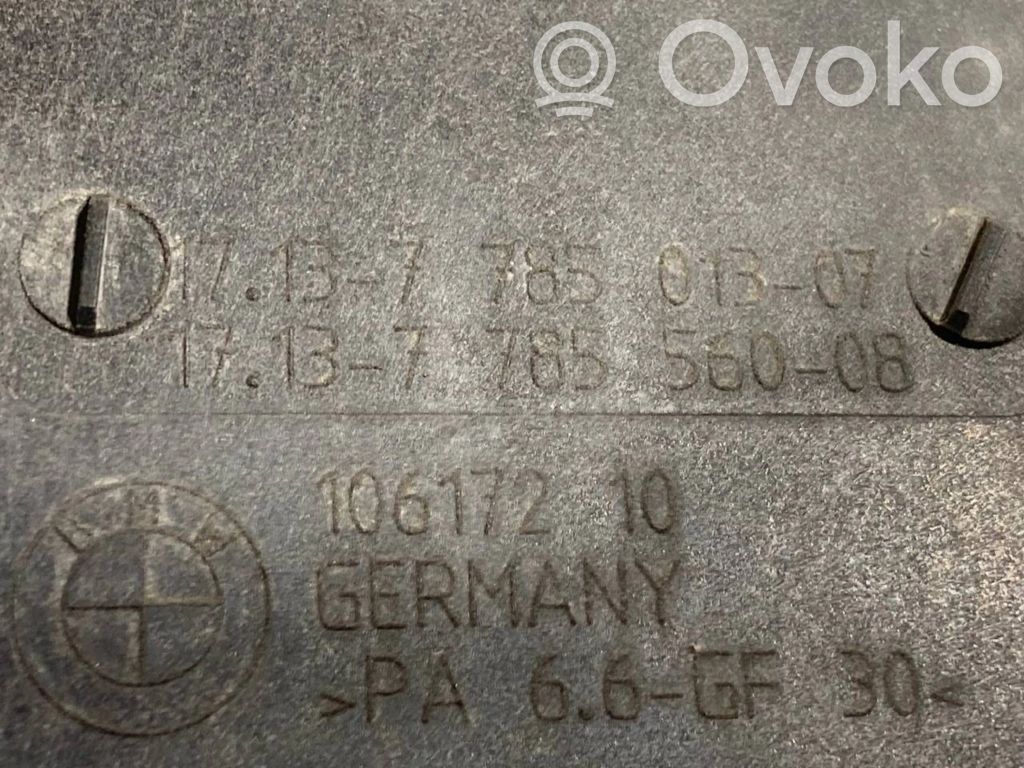 Ovoko
17.13-7 785 013-07
17.13-7 785 560-08
106172 10
BMW
GERMANY
>PA 6.6-GF 30<